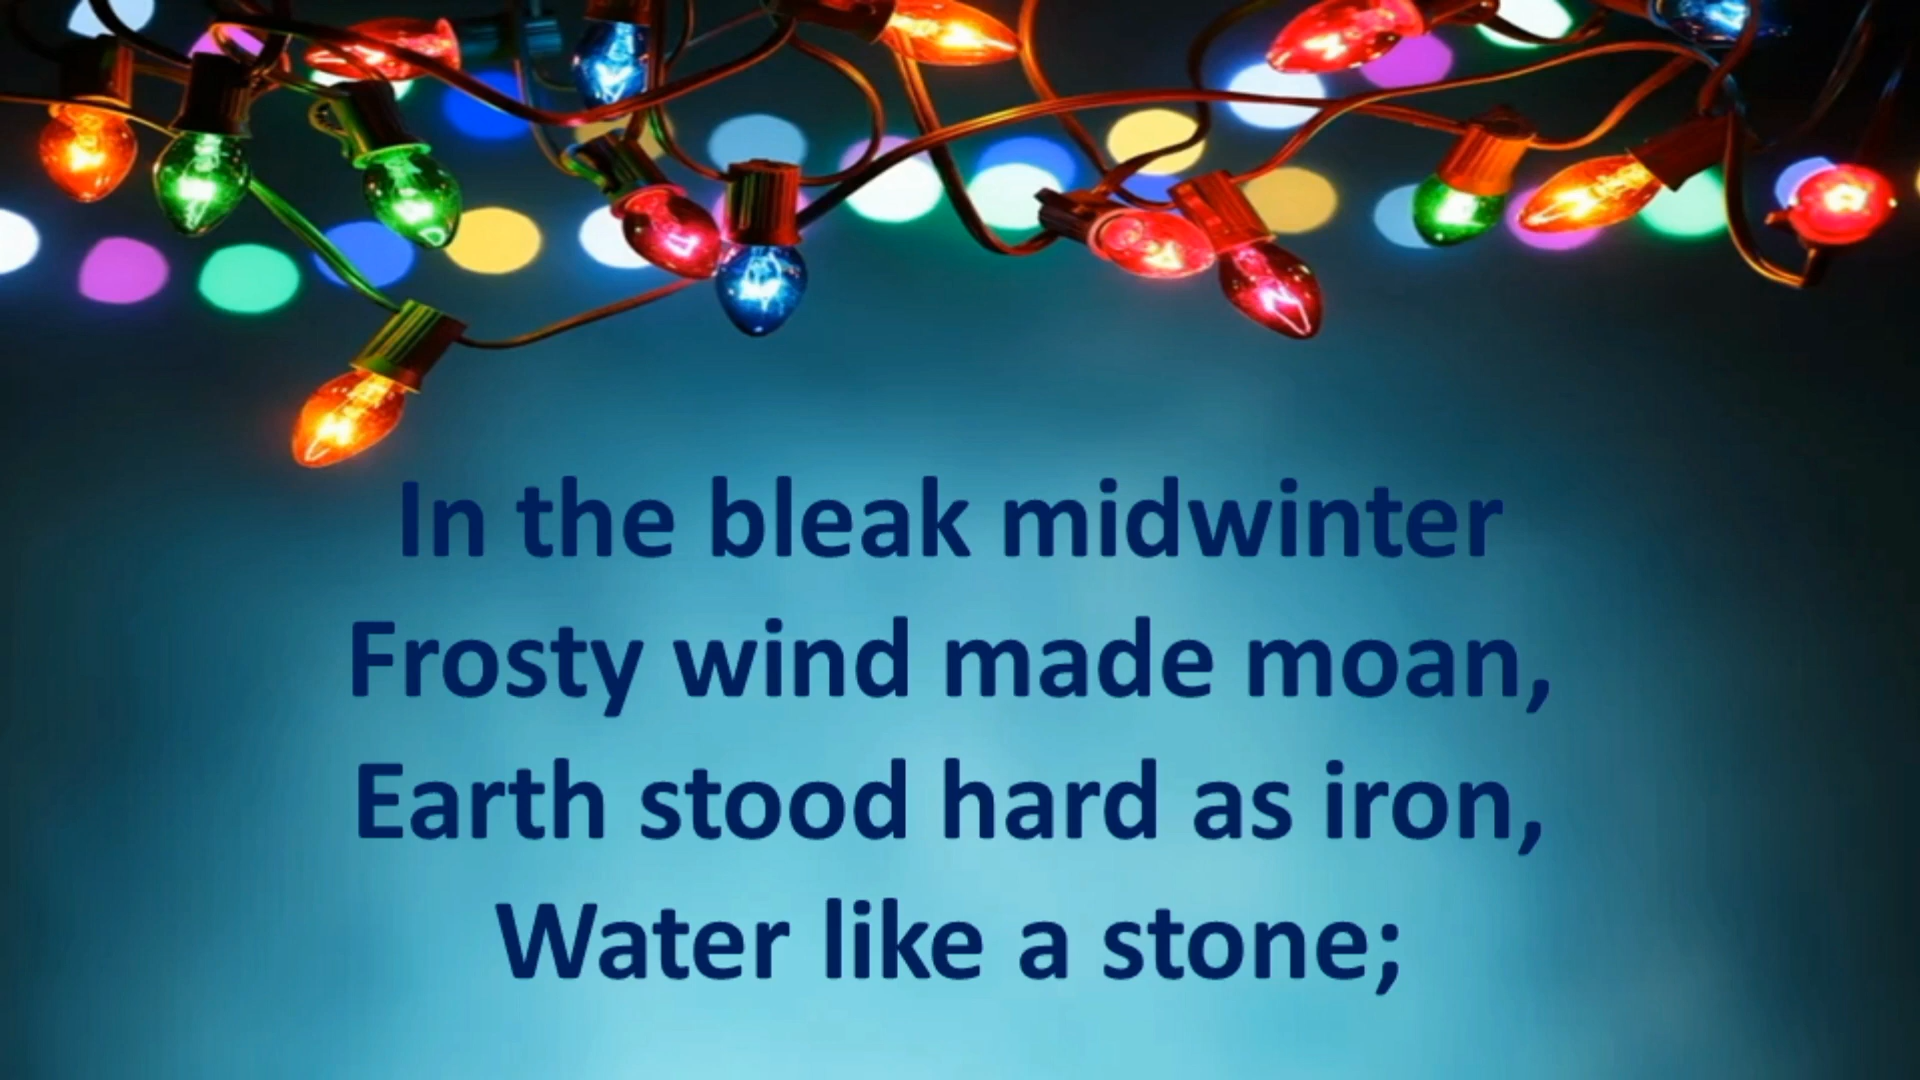 In the bleak midwinter
Frosty wind made moan,
Earth stood hard as iron,
Water like a stone;